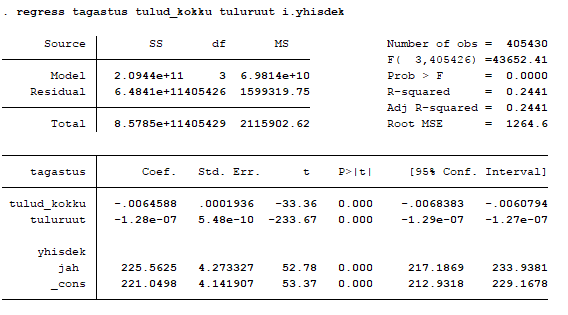 . regress tagastus tulud_kokku tuluruut i.yhisdek
Source | SS df MS Number of obs = 405430
F( 3,405426) =43652.41
Model | 2.0944e+11 3 6.9814e+10 Prob > F = 0.0000
Residual | 6.4841e+11405426 1599319.75 R-squared = 0.2441
Adj R-squared = 0.2441
Total | 8.5785e+11405429 2115902.62 Root MSE = 1264.6
tagastus | Coef. Std. Err. t P>|t| [95% Conf. Interval]
tulud_kokku | -.0064588 .0001936 -33.36 0.000 -.0068383 -.0060794
tuluruut | -1.28e-07 5.48e-10 -233.67 0.000 -1.29e-07 -1.27e-07
yhisdek |
jah | 225.5625 4.273327 52.78 0.000 217.1869 233.9381
_cons | 221.0498 4.141907 53.37 0.000 212.9318 229.1678